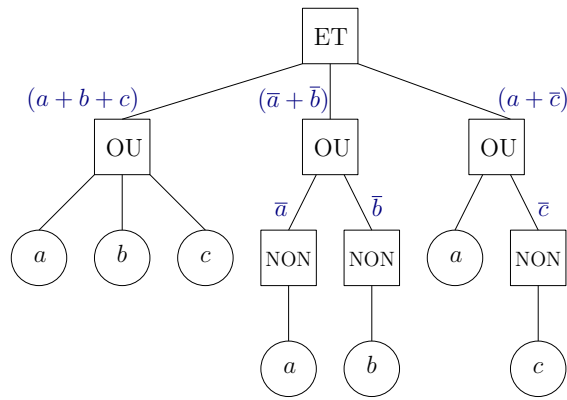 ET
(a + b + c) (a̅ + b̅) (a + c̅)
OU OU OU
a̅ b̅ c̅
a b c NON NON a NON
a b c